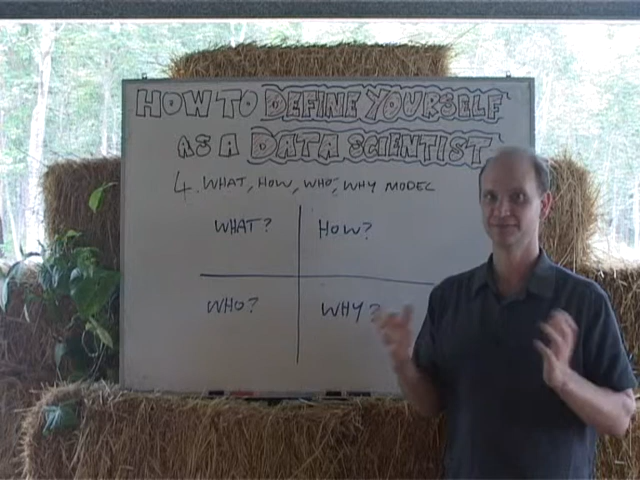 HOW TO DEFINE YOURSELF
AS A DATA SCIENTIST
4. WHAT, HOW, WHO, WHY MODEL
WHAT? HOW?
WHO? WHY?